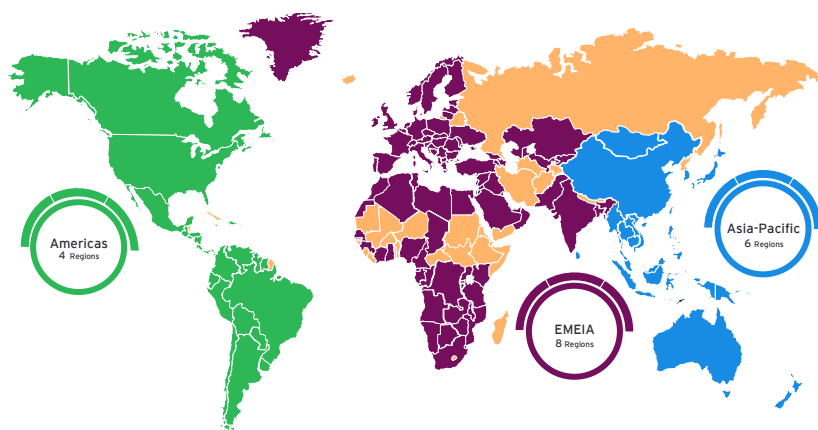 Americas
4 Regions
Asia-Pacific
6 Regions
EMEIA
8 Regions